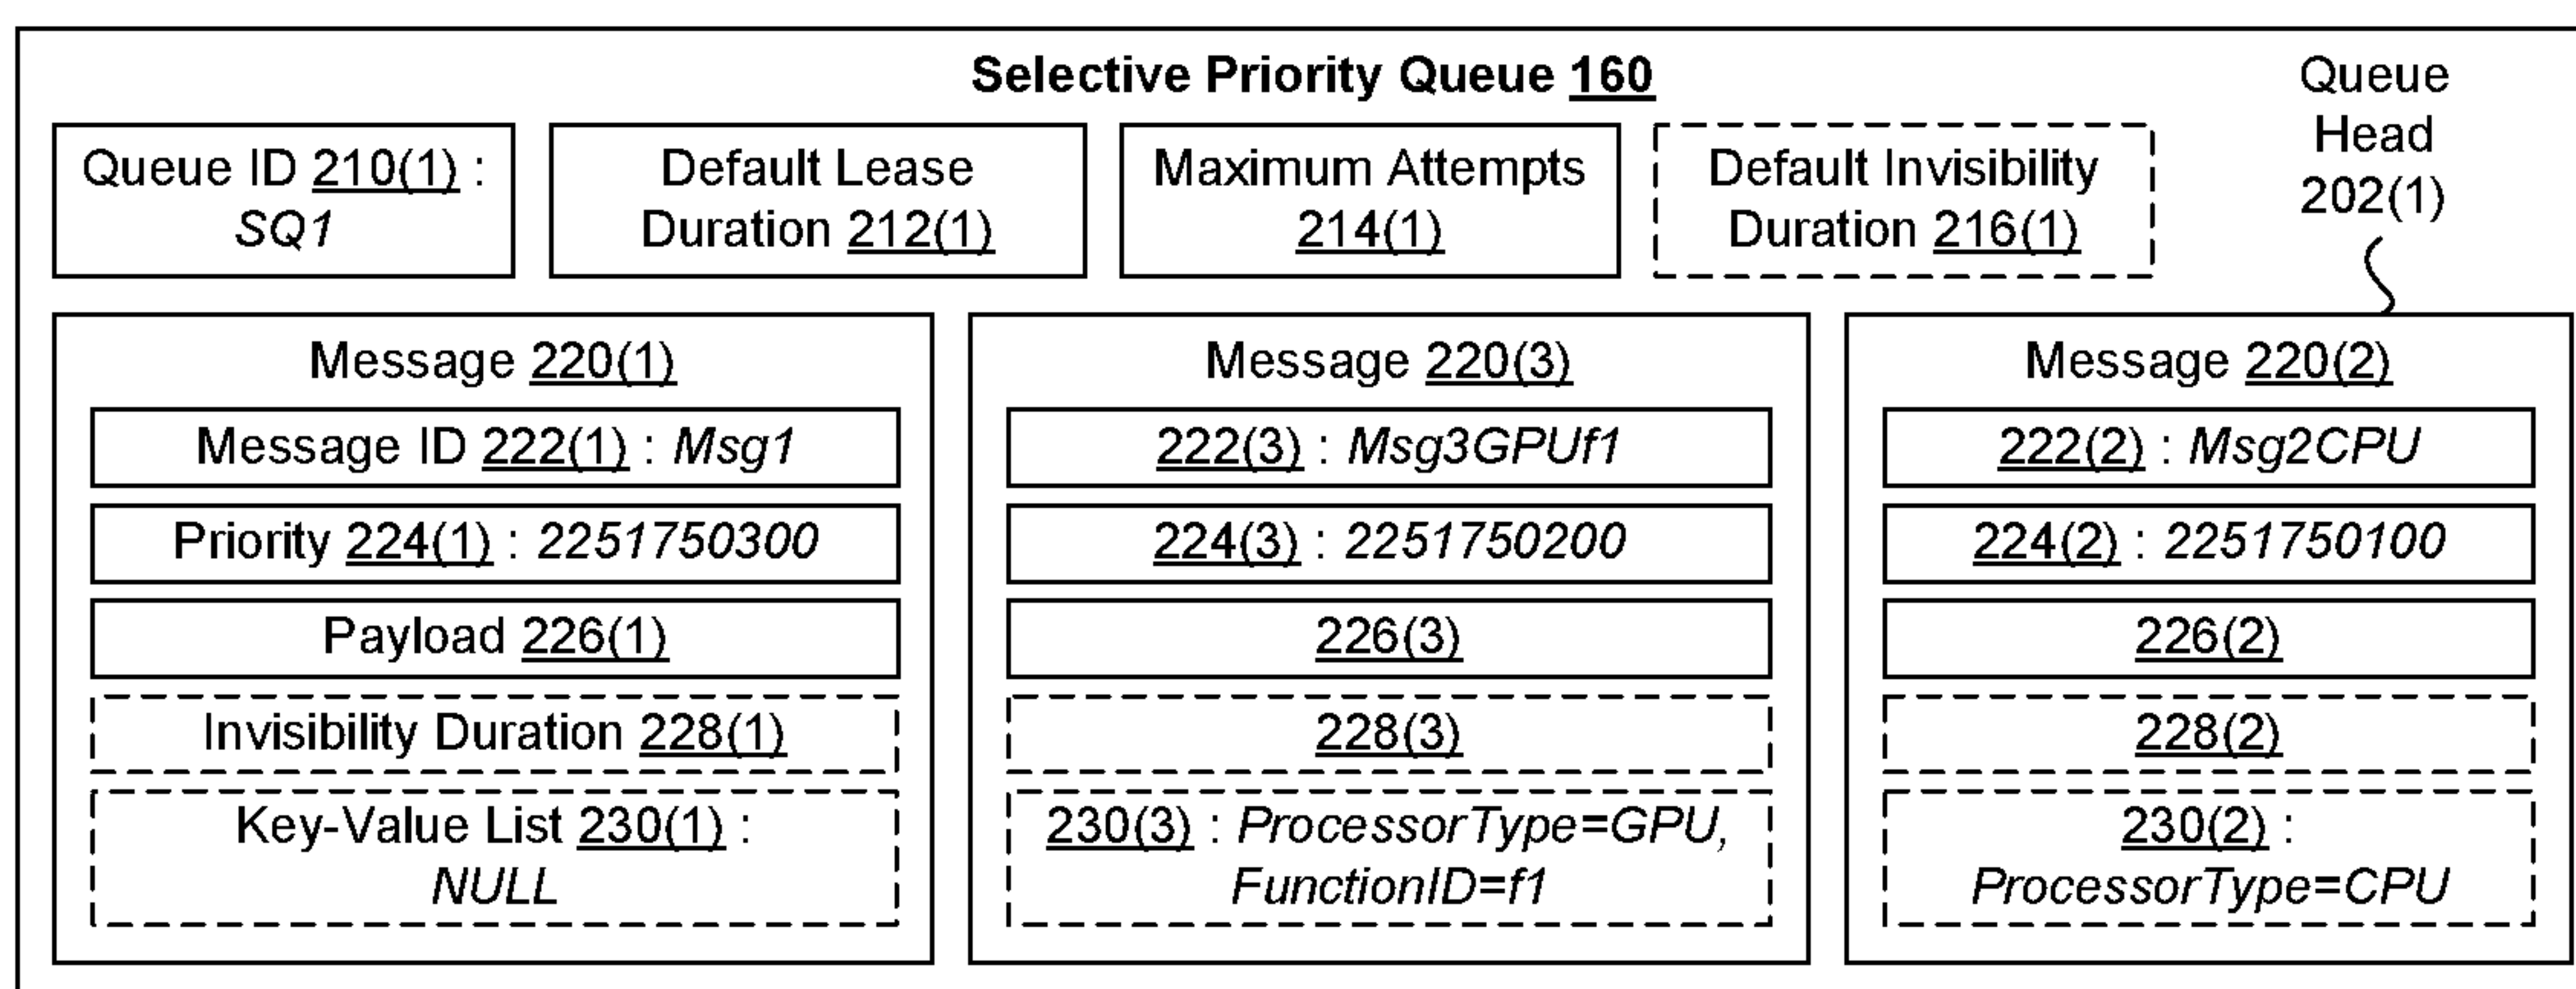 Selective Priority Queue 160
Queue
Head
202(1)
Queue ID 210(1) :
SQ1
Default Lease
Duration 212(1)
Maximum Attempts
214(1)
Default Invisibility
Duration 216(1)
Message 220(1)
Message ID 222(1) : Msg1
Priority 224(1) : 2251750300
Payload 226(1)
Invisibility Duration 228(1)
Key-Value List 230(1) :
NULL
Message 220(3)
222(3) : Msg3GPUf1
224(3) : 2251750200
226(3)
228(3)
230(3) : ProcessorType=GPU,
FunctionID=f1
Message 220(2)
222(2) : Msg2CPU
224(2) : 2251750100
226(2)
228(2)
230(2) :
ProcessorType=CPU